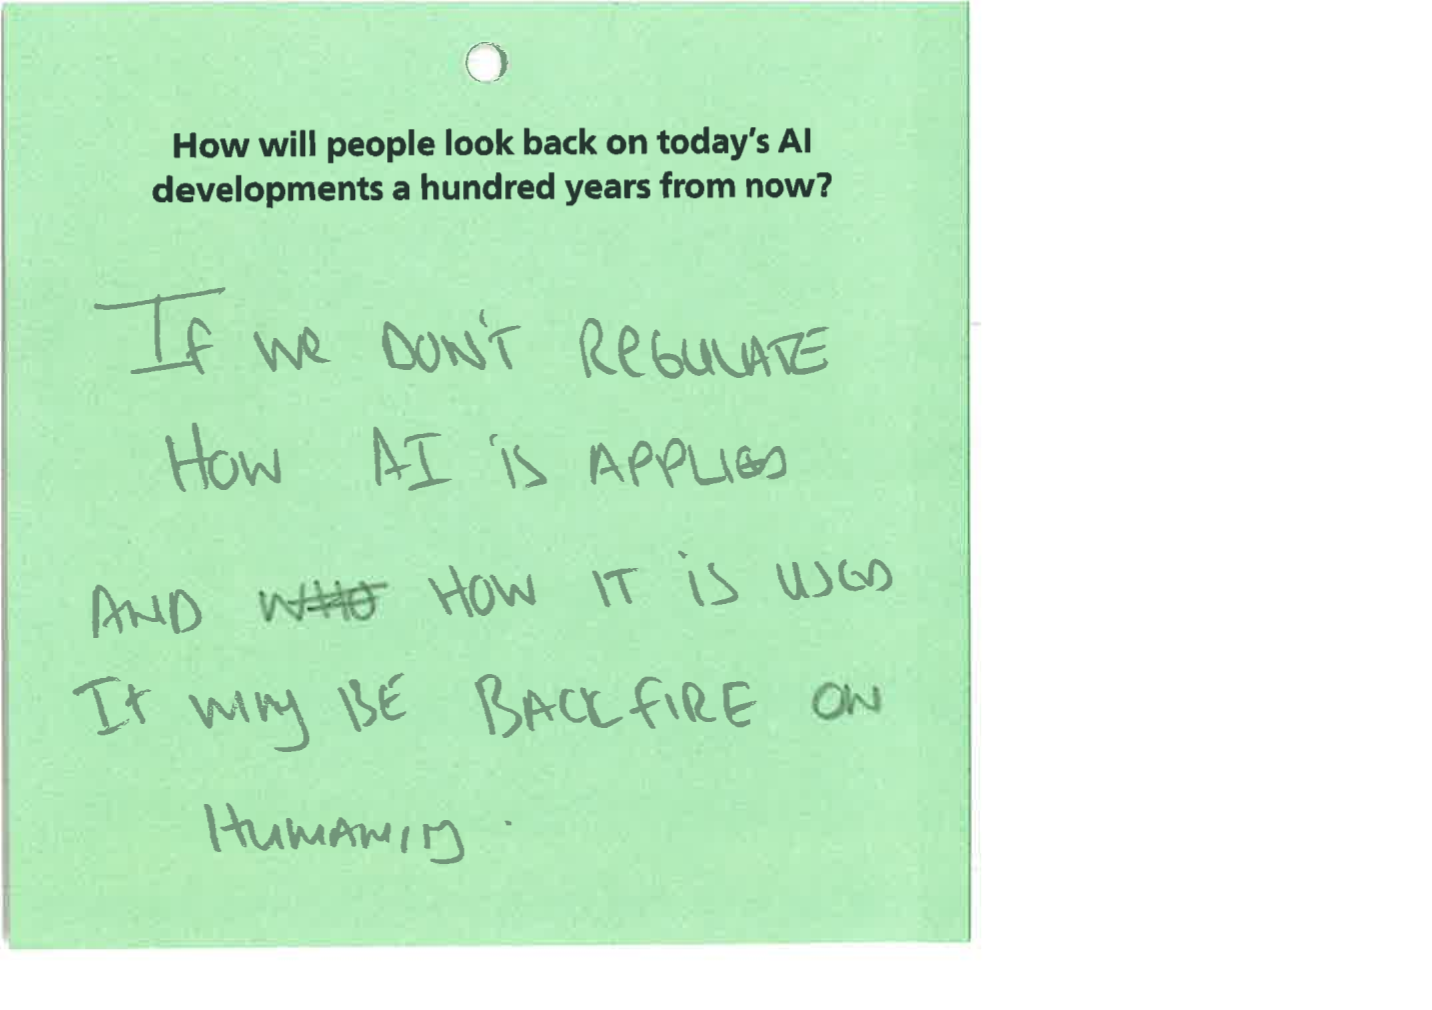 How will people look back on today's AI
developments a hundred years from now?
If we DON'T REGULATE
HOW AI is APPLIED
AND WHO HOW IT is USED
It may BE BACKFIRE ON
HUMANITY.